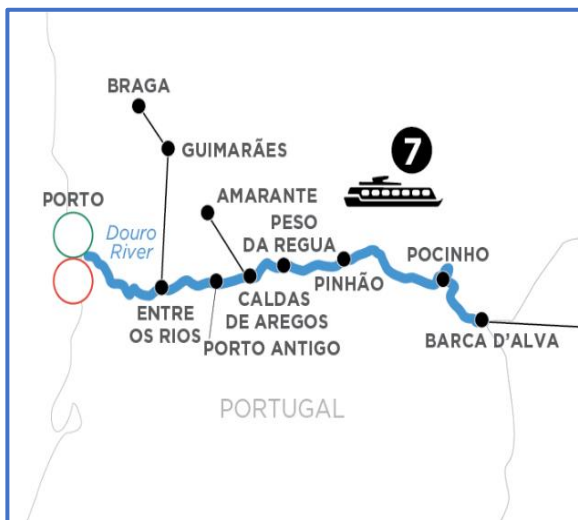 BRAGA
GUIMARÃES
7
AMARANTE
PORTO
Douro
River
PESO
DA REGUA
POCINHO
PINHÃO
ENTRE
OS RIOS
CALDAS
DE AREGOS
PORTO ANTIGO
BARCA D'ALVA
PORTUGAL